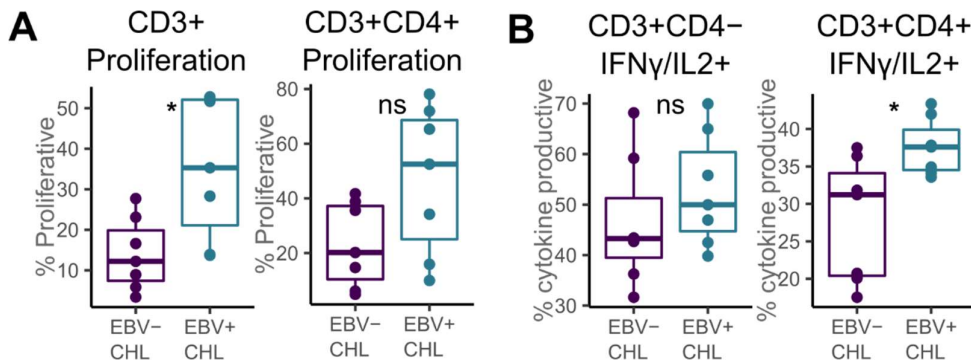 A
CD3+
Proliferation
% Proliferative
50
40
30
20
10
*
EBV−
CHL
EBV+
CHL
CD3+CD4+
Proliferation
% Proliferative
80
60
40
20
ns
EBV−
CHL
EBV+
CHL
B
CD3+CD4−
IFNγ/IL2+
% cytokine productive
70
60
50
40
30
ns
EBV−
CHL
EBV+
CHL
CD3+CD4+
IFNγ/IL2+
% cytokine productive
40
35
30
25
20
*
EBV−
CHL
EBV+
CHL